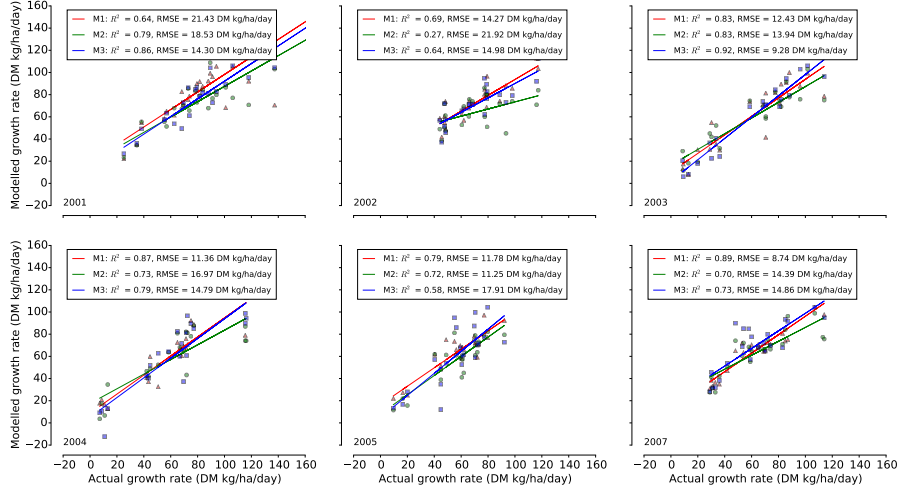 M1: R² = 0.64, RMSE = 21.43 DM kg/ha/day
M2: R² = 0.79, RMSE = 18.53 DM kg/ha/day
M3: R² = 0.86, RMSE = 14.30 DM kg/ha/day
160
140
120
100
80
60
40
20
0
−20
Modelled growth rate (DM kg/ha/day)
2001
M1: R² = 0.69, RMSE = 14.27 DM kg/ha/day
M2: R² = 0.27, RMSE = 21.92 DM kg/ha/day
M3: R² = 0.64, RMSE = 14.98 DM kg/ha/day
2002
M1: R² = 0.83, RMSE = 12.43 DM kg/ha/day
M2: R² = 0.83, RMSE = 13.94 DM kg/ha/day
M3: R² = 0.92, RMSE = 9.28 DM kg/ha/day
2003
M1: R² = 0.87, RMSE = 11.36 DM kg/ha/day
M2: R² = 0.73, RMSE = 16.97 DM kg/ha/day
M3: R² = 0.79, RMSE = 14.79 DM kg/ha/day
160
140
120
100
80
60
40
20
0
−20
Modelled growth rate (DM kg/ha/day)
2004
−20 0 20 40 60 80 100 120 140 160
Actual growth rate (DM kg/ha/day)
M1: R² = 0.79, RMSE = 11.78 DM kg/ha/day
M2: R² = 0.72, RMSE = 11.25 DM kg/ha/day
M3: R² = 0.58, RMSE = 17.91 DM kg/ha/day
2005
−20 0 20 40 60 80 100 120 140 160
Actual growth rate (DM kg/ha/day)
M1: R² = 0.89, RMSE = 8.74 DM kg/ha/day
M2: R² = 0.70, RMSE = 14.39 DM kg/ha/day
M3: R² = 0.73, RMSE = 14.86 DM kg/ha/day
2007
−20 0 20 40 60 80 100 120 140 160
Actual growth rate (DM kg/ha/day)